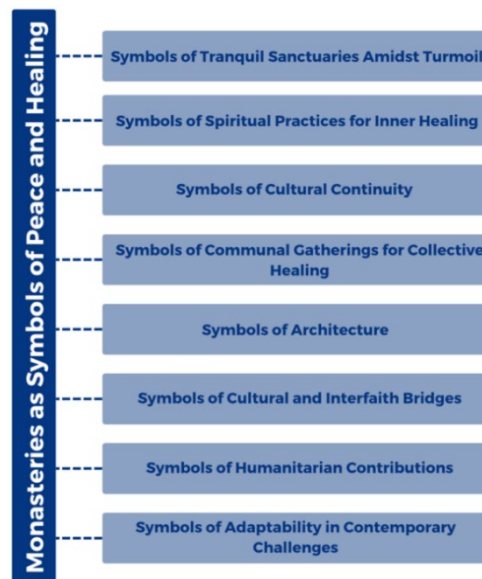 Monasteries as Symbols of Peace and Healing
Symbols of Tranquil Sanctuaries Amidst Turmoil
Symbols of Spiritual Practices for Inner Healing
Symbols of Cultural Continuity
Symbols of Communal Gatherings for Collective
Healing
Symbols of Architecture
Symbols of Cultural and Interfaith Bridges
Symbols of Humanitarian Contributions
Symbols of Adaptability in Contemporary
Challenges